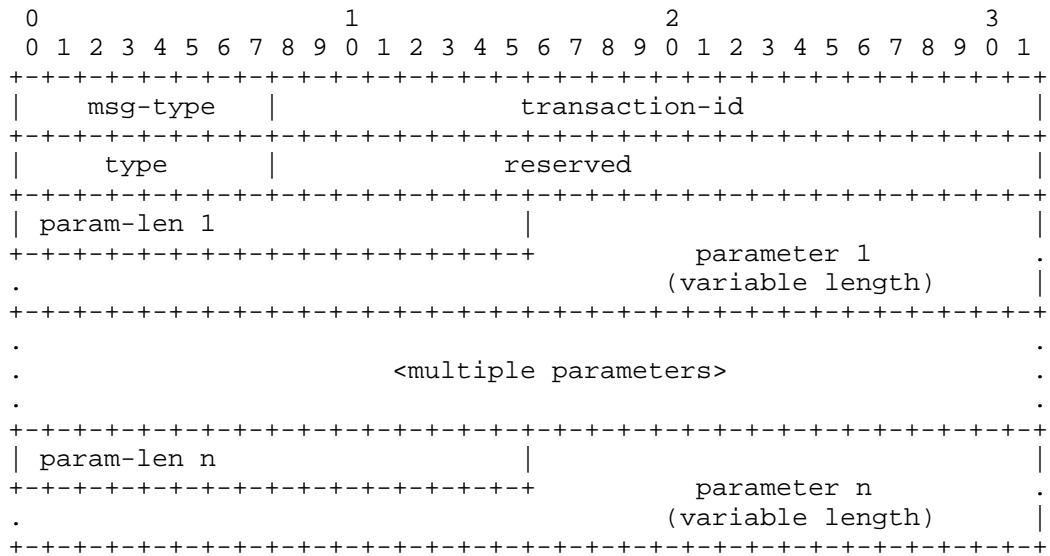 0                   1                   2                   3
 0 1 2 3 4 5 6 7 8 9 0 1 2 3 4 5 6 7 8 9 0 1 2 3 4 5 6 7 8 9 0 1
+-+-+-+-+-+-+-+-+-+-+-+-+-+-+-+-+-+-+-+-+-+-+-+-+-+-+-+-+-+-+-+-+
|    msg-type   |               transaction-id                  |
+-+-+-+-+-+-+-+-+-+-+-+-+-+-+-+-+-+-+-+-+-+-+-+-+-+-+-+-+-+-+-+-+
|     type      |              reserved                         |
+-+-+-+-+-+-+-+-+-+-+-+-+-+-+-+-+-+-+-+-+-+-+-+-+-+-+-+-+-+-+-+-+
| param-len 1                   |                               |
+-+-+-+-+-+-+-+-+-+-+-+-+-+-+-+-+          parameter 1          .
.                                        (variable length)      |
+-+-+-+-+-+-+-+-+-+-+-+-+-+-+-+-+-+-+-+-+-+-+-+-+-+-+-+-+-+-+-+-+
.                                                               .
.                       <multiple parameters>                   .
.                                                               .
+-+-+-+-+-+-+-+-+-+-+-+-+-+-+-+-+-+-+-+-+-+-+-+-+-+-+-+-+-+-+-+-+
| param-len n                   |                               |
+-+-+-+-+-+-+-+-+-+-+-+-+-+-+-+-+          parameter n          .
.                                        (variable length)      |
+-+-+-+-+-+-+-+-+-+-+-+-+-+-+-+-+-+-+-+-+-+-+-+-+-+-+-+-+-+-+-+-+